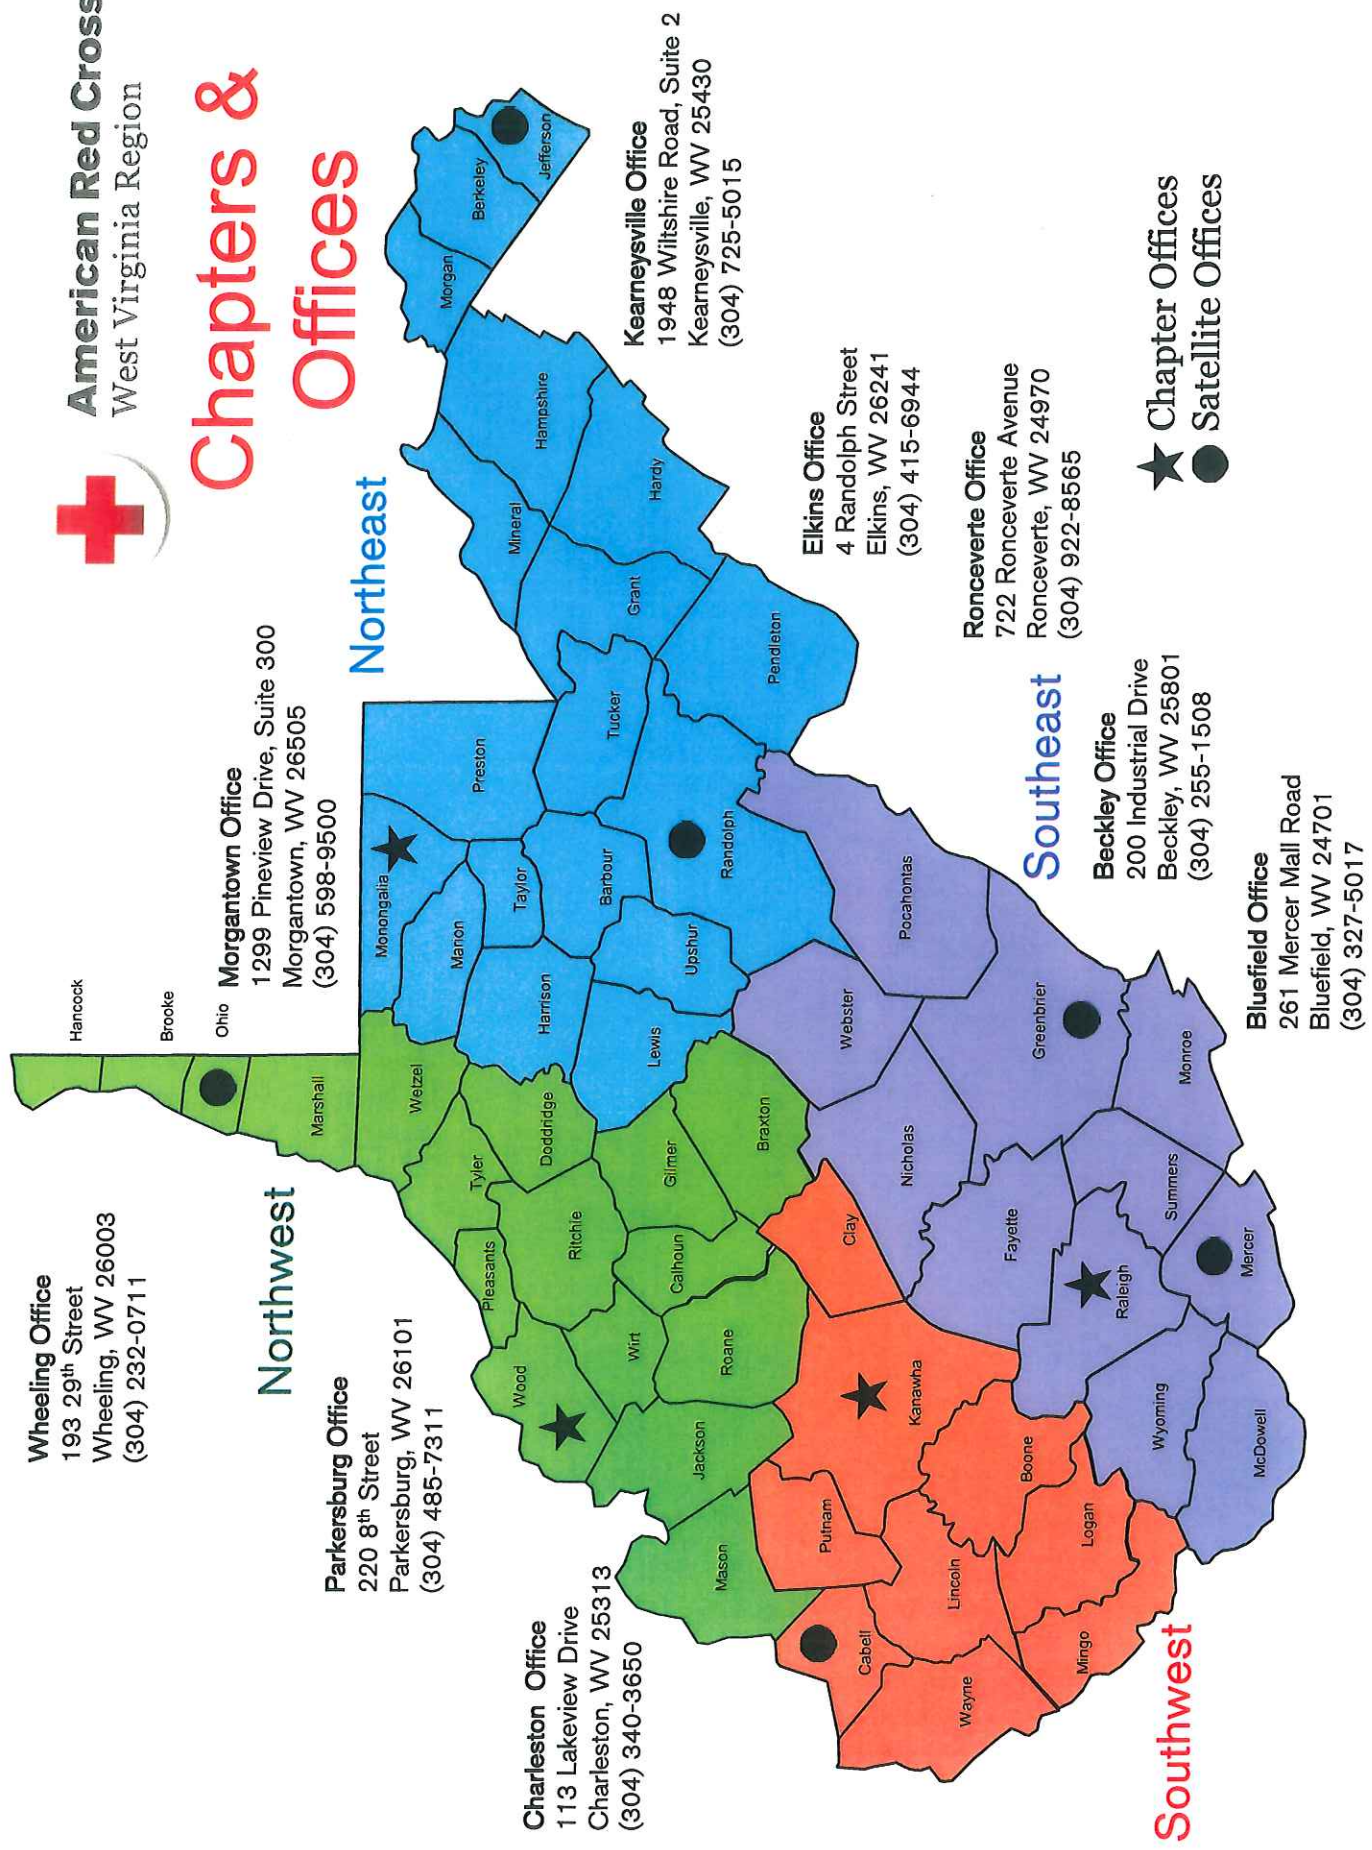 American Red Cross
West Virginia Region
Chapters &
Offices
Wheeling Office
193 29th Street
Wheeling, WV 26003
(304) 232-0711
Northwest
Parkersburg Office
220 8th Street
Parkersburg, WV 26101
(304) 485-7311
Charleston Office
113 Lakeview Drive
Charleston, WV 25313
(304) 340-3650
Southwest
Morgantown Office
1299 Pineview Drive, Suite 300
Morgantown, WV 26505
(304) 598-9500
Northeast
Kearneysville Office
1948 Wiltshire Road, Suite 2
Kearneysville, WV 25430
(304) 725-5015
Elkins Office
4 Randolph Street
Elkins, WV 26241
(304) 415-6944
Ronceverte Office
722 Ronceverte Avenue
Ronceverte, WV 24970
(304) 922-8565
Southeast
Beckley Office
200 Industrial Drive
Beckley, WV 25801
(304) 255-1508
Bluefield Office
261 Mercer Mall Road
Bluefield, WV 24701
(304) 327-5017
Chapter Offices
Satellite Offices
Hancock
Brooke
Ohio
Marshall
Wetzel
Tyler
Doddridge
Pleasants
Ritchie
Wood
Wirt
Calhoun
Gilmer
Braxton
Roane
Jackson
Mason
Monongalia
Marion
Preston
Taylor
Harrison
Barbour
Tucker
Lewis
Upshur
Randolph
Mineral
Grant
Hampshire
Hardy
Pendleton
Morgan
Berkeley
Jefferson
Clay
Kanawha
Putnam
Cabell
Lincoln
Boone
Wayne
Logan
Mingo
Webster
Pocahontas
Nicholas
Greenbrier
Fayette
Raleigh
Summers
Monroe
Mercer
Wyoming
McDowell